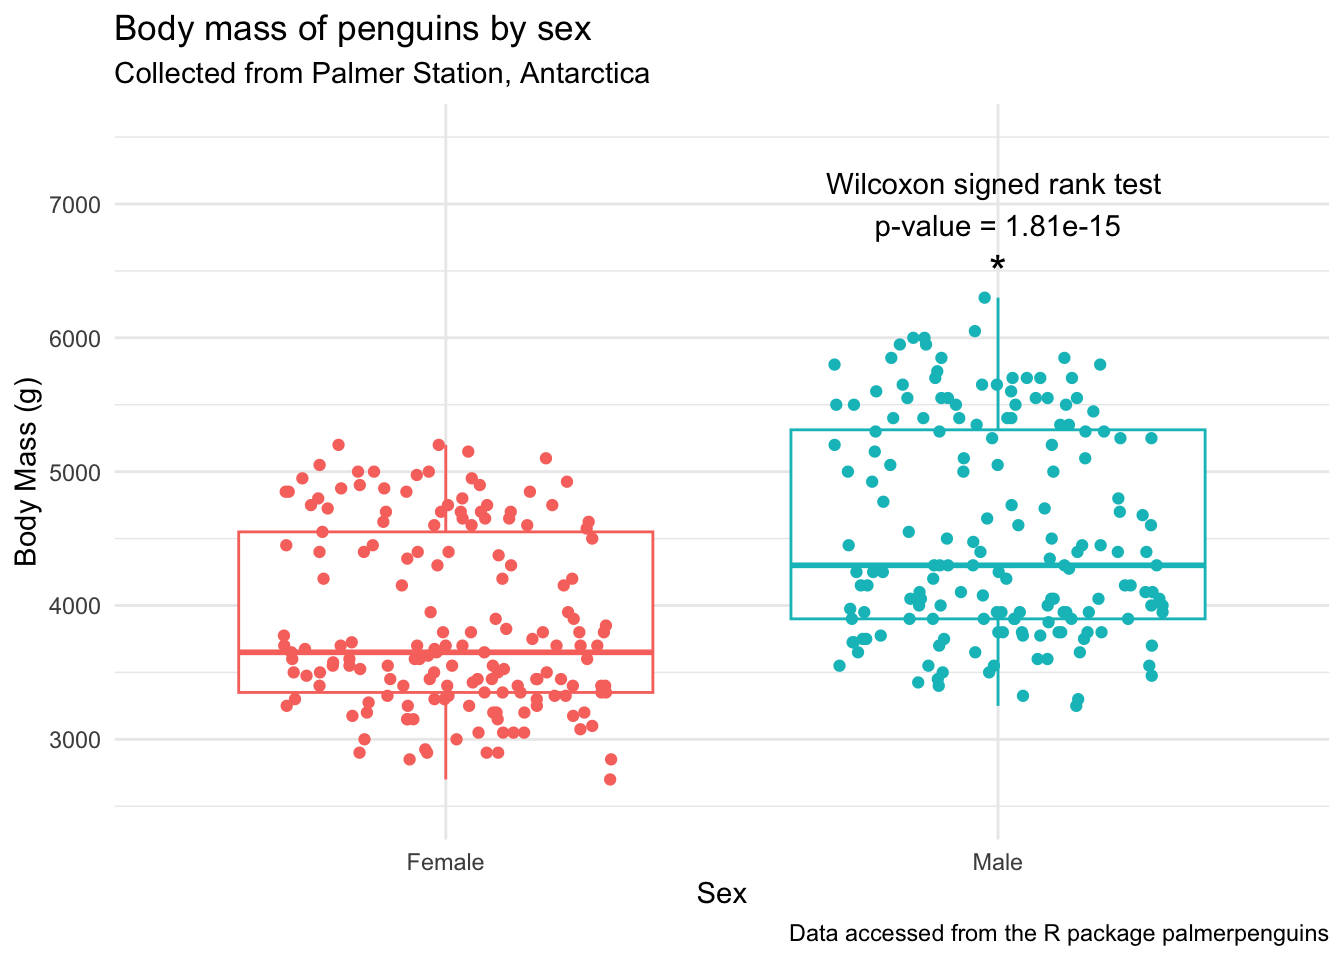 Body mass of penguins by sex
Collected from Palmer Station, Antarctica
Wilcoxon signed rank test
p-value = 1.81e-15
*
7000
6000
5000
4000
3000
Body Mass (g)
Female
Male
Sex
Data accessed from the R package palmerpenguins